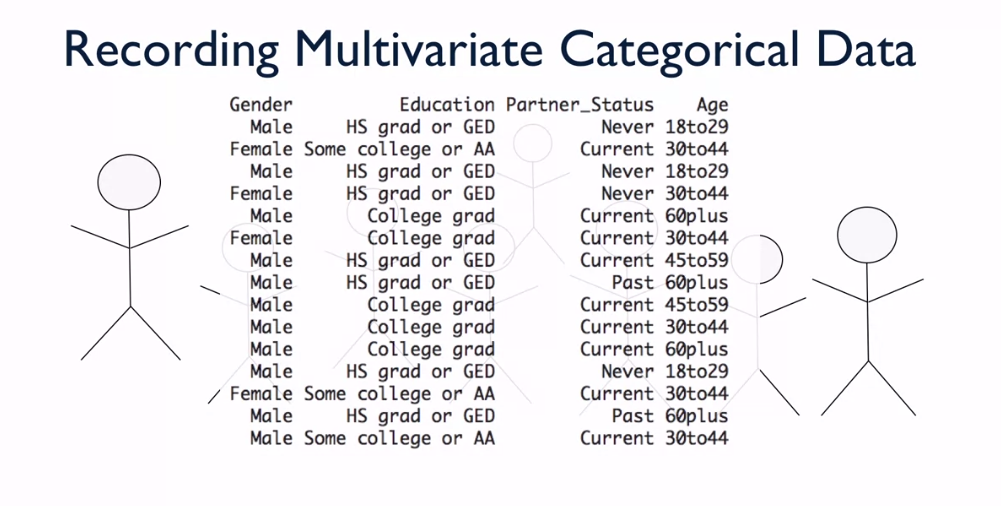 Recording Multivariate Categorical Data
Gender Education Partner_Status Age
Male HS grad or GED Never 18to29
Female Some college or AA Current 30to44
Male HS grad or GED Never 18to29
Female HS grad or GED Never 30to44
Male College grad Current 60plus
Female College grad Current 30to44
Male HS grad or GED Current 45to59
Male HS grad or GED Past 60plus
Male College grad Current 45to59
Male College grad Current 30to44
Male College grad Current 60plus
Male HS grad or GED Never 18to29
Female Some college or AA Current 30to44
Male HS grad or GED Past 60plus
Male Some college or AA Current 30to44